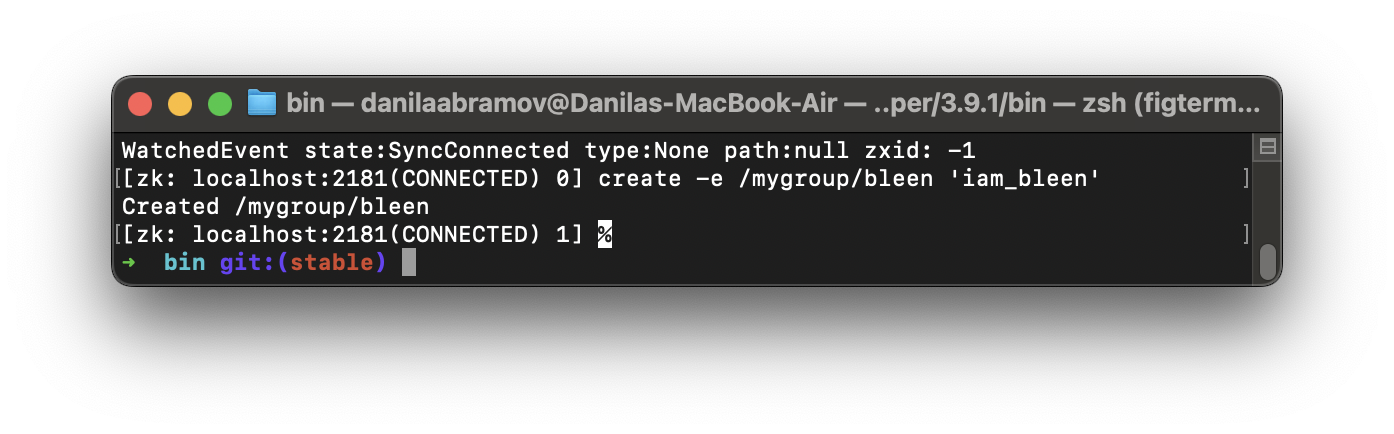 bin — danilaabramov@Danilas-MacBook-Air — ..per/3.9.1/bin — zsh (figterm...
WatchedEvent state:SyncConnected type:None path:null zxid: -1
[[zk: localhost:2181(CONNECTED) 0] create -e /mygroup/bleen 'iam_bleen' ]
Created /mygroup/bleen
[[zk: localhost:2181(CONNECTED) 1] % ]
➜ bin git:(stable)